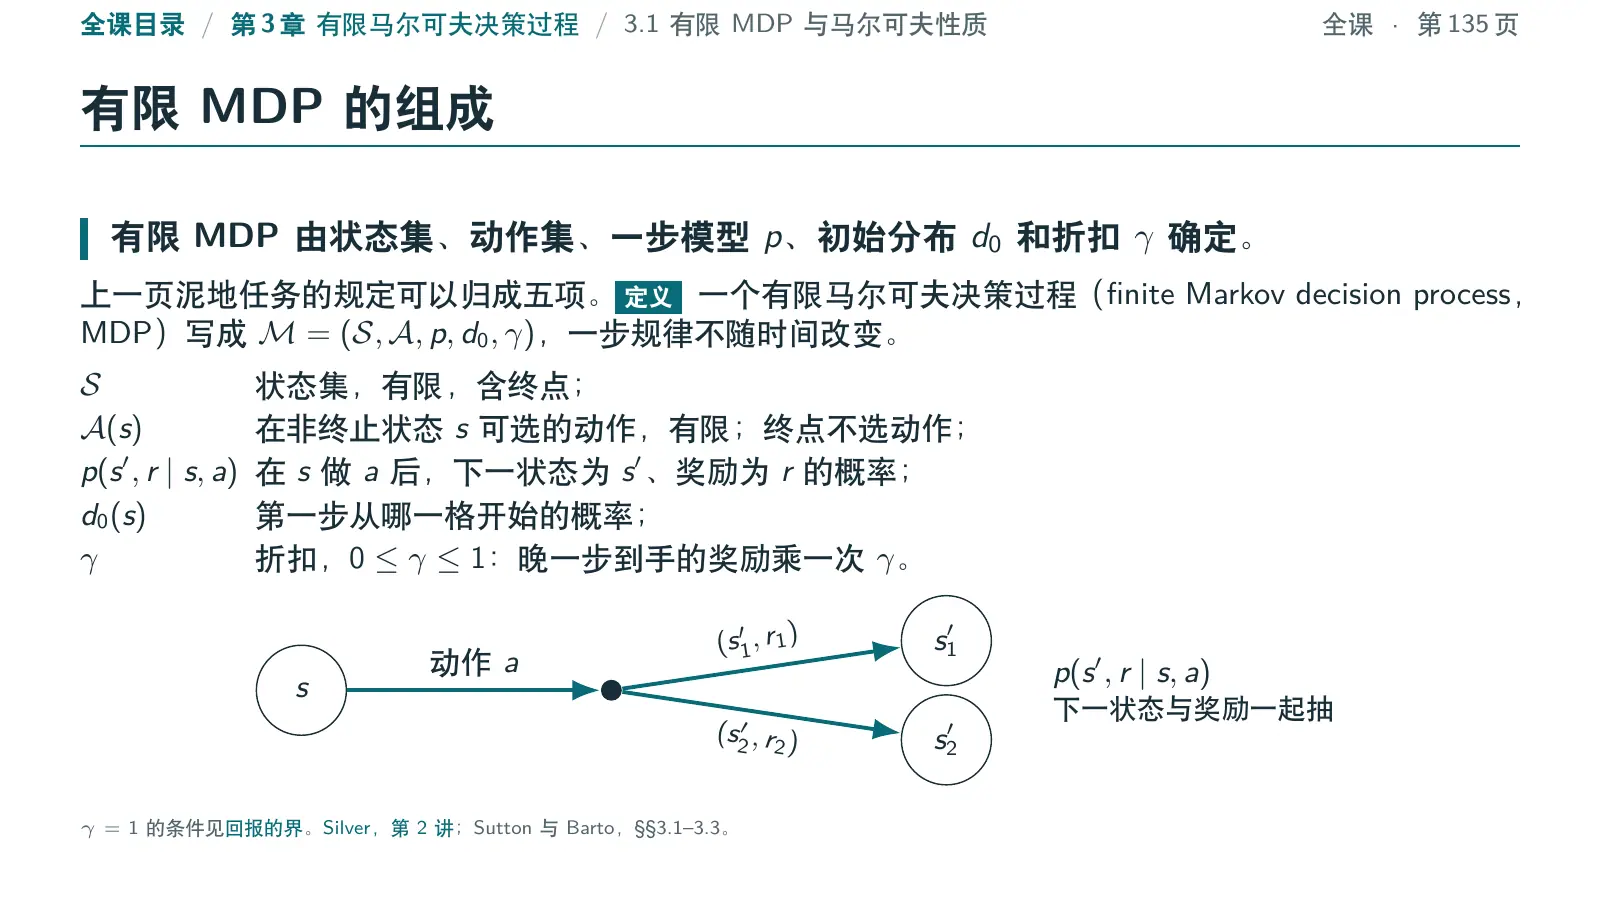 全课目录 / 第 3 章 有限马尔可夫决策过程 / 3.1 有限 MDP 与马尔可夫性质
全课 · 第 135 页
有限 MDP 的组成
有限 MDP 由状态集、动作集、一步模型 p、初始分布 d₀ 和折扣 γ 确定。
上一页泥地任务的规定可以归成五项。 定义 一个有限马尔可夫决策过程（finite Markov decision process,
MDP）写成 ℳ = (𝒮, 𝒜, p, d₀, γ)，一步规律不随时间改变。
𝒮 状态集，有限，含终点；
𝒜(s) 在非终止状态 s 可选的动作，有限；终点不选动作；
p(s′, r | s, a) 在 s 做 a 后，下一状态为 s′、奖励为 r 的概率；
d₀(s) 第一步从哪一格开始的概率；
γ 折扣，0 ≤ γ ≤ 1：晚一步到手的奖励乘一次 γ。
s
动作 a
(s′₁, r₁)
(s′₂, r₂)
s′₁
s′₂
p(s′, r | s, a)
下一状态与奖励一起抽
γ = 1 的条件见回报的界。Silver，第 2 讲；Sutton 与 Barto，§§3.1–3.3。